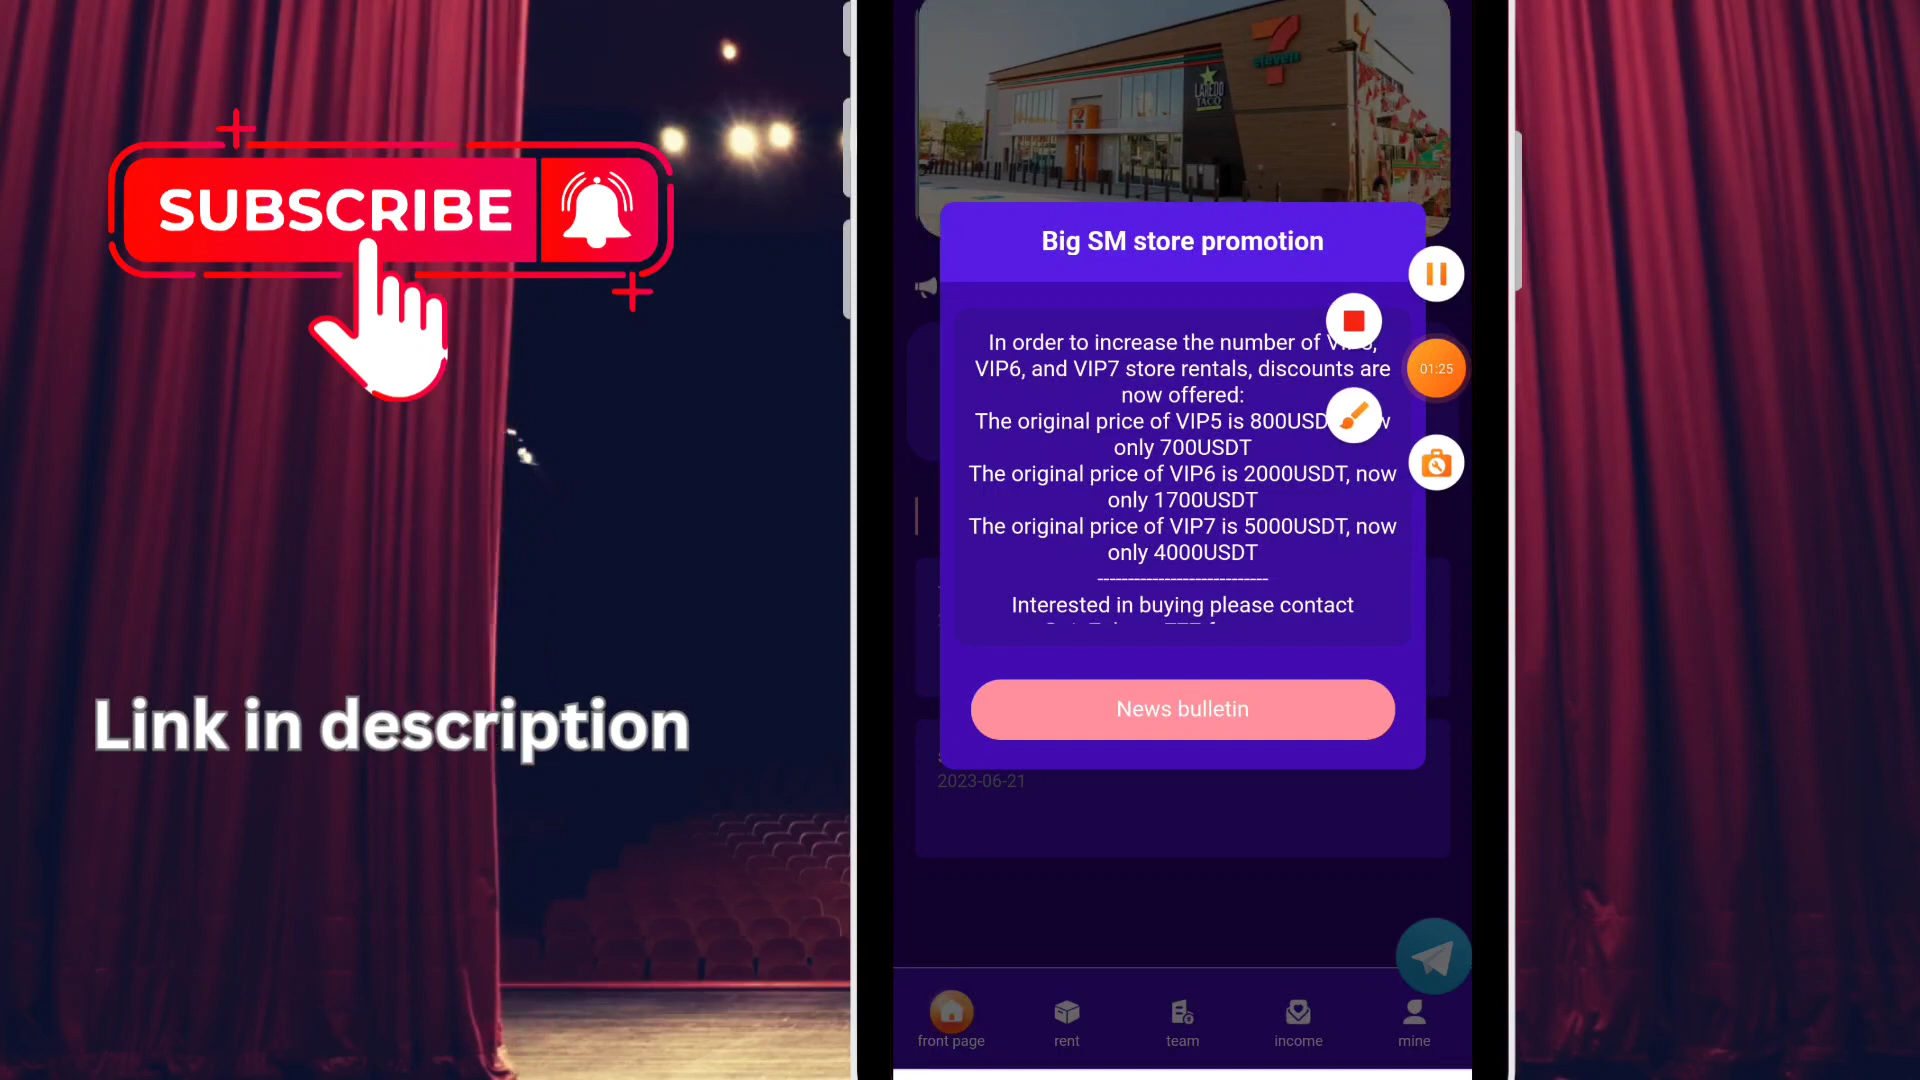 SUBSCRIBE
Link in description
eleven
LAREDO
TACO
Big SM store promotion
In order to increase the number of
VIP6, and VIP7 store rentals, discounts are
now offered:
The original price of VIP5 is 800USD
only 700USDT
The original price of VIP6 is 2000USDT, now
only 1700USDT
The original price of VIP7 is 5000USDT, now
only 4000USDT
----------------------------
Interested in buying please contact
News bulletin
01:25
2023-06-21
front page
rent
team
income
mine